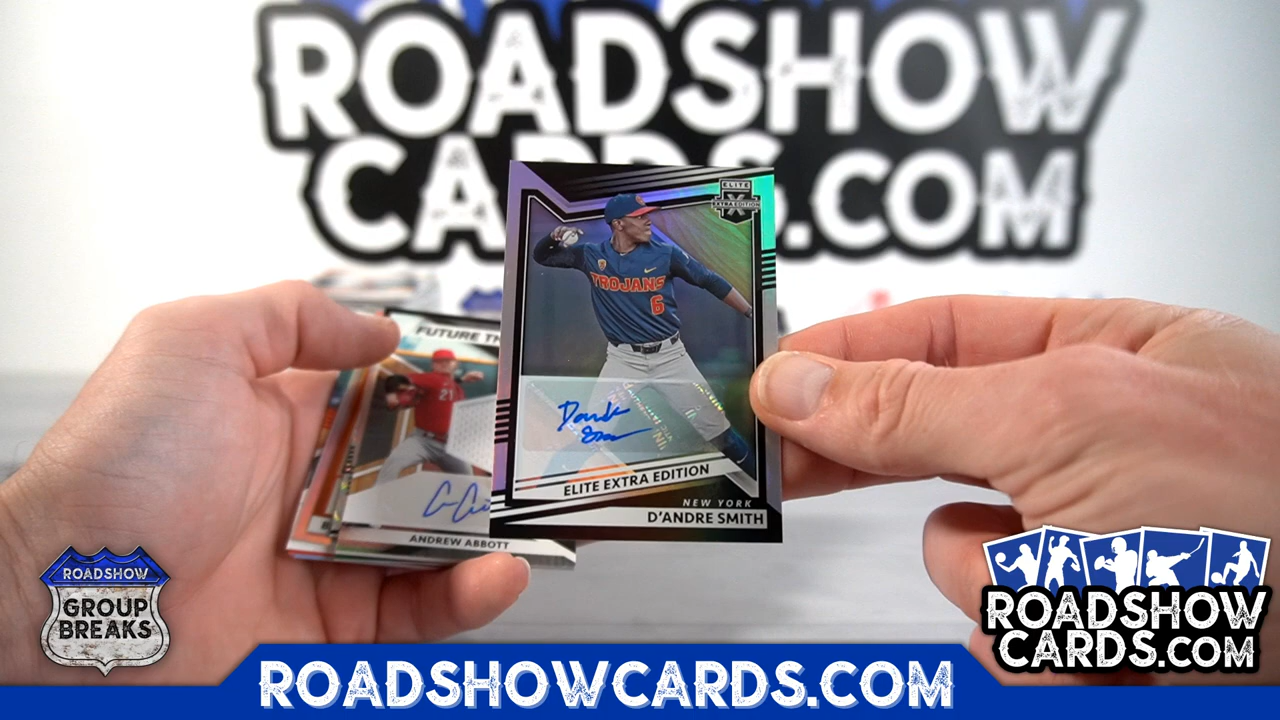 ROADSHOW
CARDS.COM
ELITE
X
EXTRA EDITION
TROJANS
6
ELITE EXTRA EDITION
NEW YORK
D'ANDRE SMITH
FUTURE
21
ANDREW ABBOTT
ROADSHOW
GROUP
BREAKS
ROADSHOW
CARDS.COM
ROADSHOWCARDS.COM